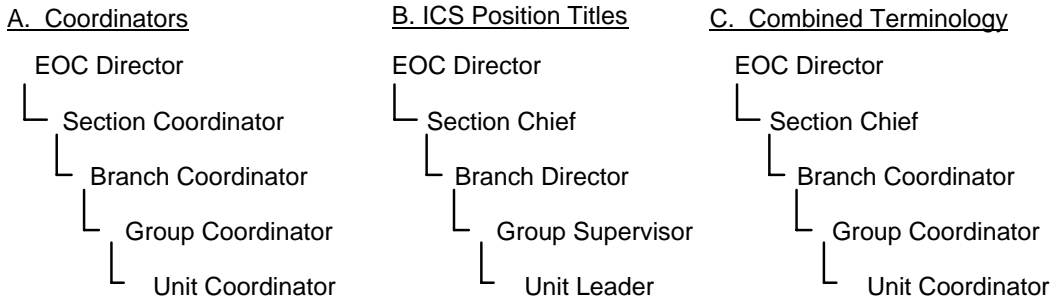 A. Coordinators
EOC Director
Section Coordinator
Branch Coordinator
Group Coordinator
Unit Coordinator
B. ICS Position Titles
EOC Director
Section Chief
Branch Director
Group Supervisor
Unit Leader
C. Combined Terminology
EOC Director
Section Chief
Branch Coordinator
Group Coordinator
Unit Coordinator